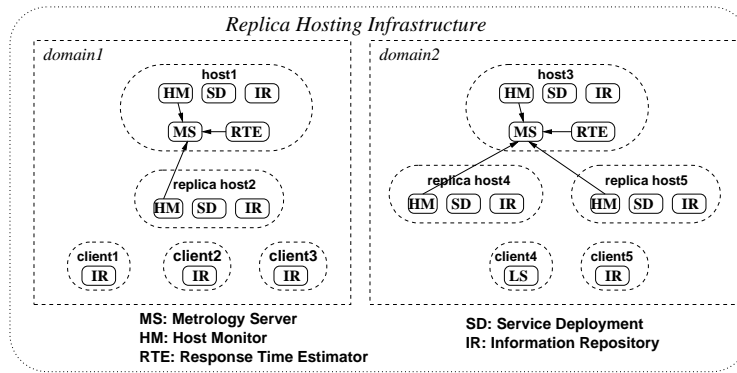 Replica Hosting Infrastructure
domain1
host1
HM SD IR
MS RTE
replica host2
HM SD IR
client1 client2 client3
IR IR IR
domain2
host3
HM SD IR
MS RTE
replica host4 replica host5
HM SD IR HM SD IR
client4 client5
LS IR
MS: Metrology Server
HM: Host Monitor
RTE: Response Time Estimator
SD: Service Deployment
IR: Information Repository